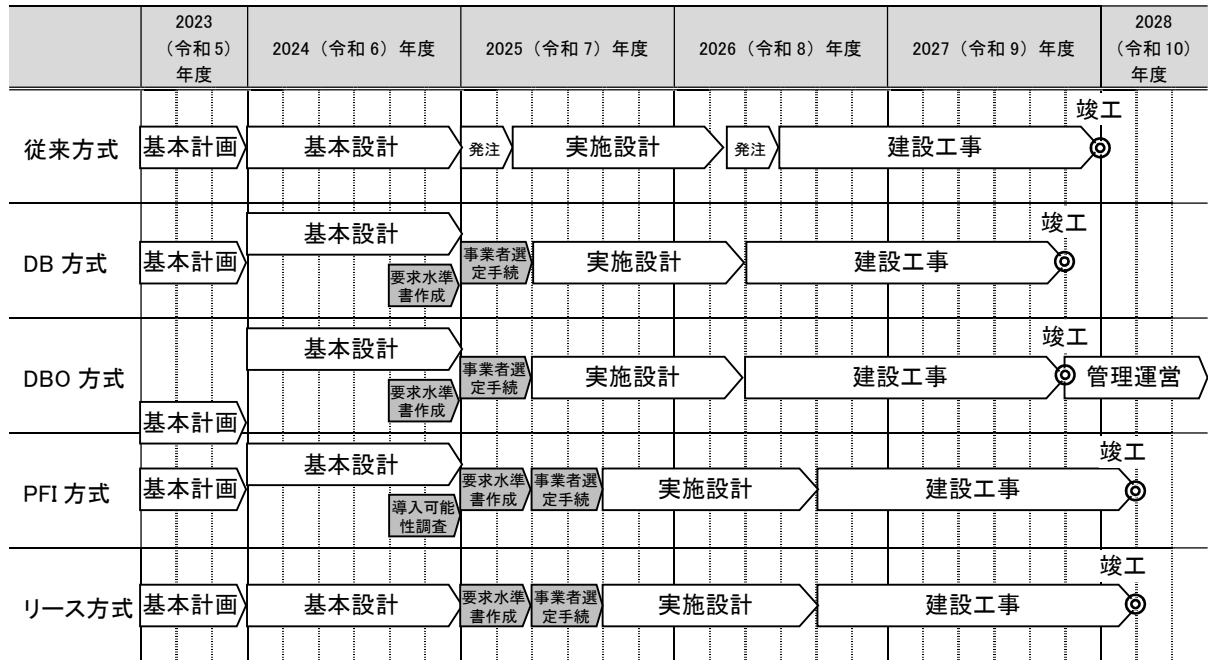 2023
（令和5）
年度
2024（令和6）年度
2025（令和7）年度
2026（令和8）年度
2027（令和9）年度
2028
（令和10）
年度
従来方式
基本計画
基本設計
発注
実施設計
発注
建設工事
竣工
DB 方式
基本計画
基本設計
要求水準
書作成
事業者選
定手続
実施設計
建設工事
竣工
DBO 方式
基本計画
基本設計
要求水準
書作成
事業者選
定手続
実施設計
建設工事
竣工
管理運営
PFI 方式
基本計画
基本設計
導入可能
性調査
要求水準
書作成
事業者選
定手続
実施設計
建設工事
竣工
リース方式
基本計画
基本設計
要求水準
書作成
事業者選
定手続
実施設計
建設工事
竣工